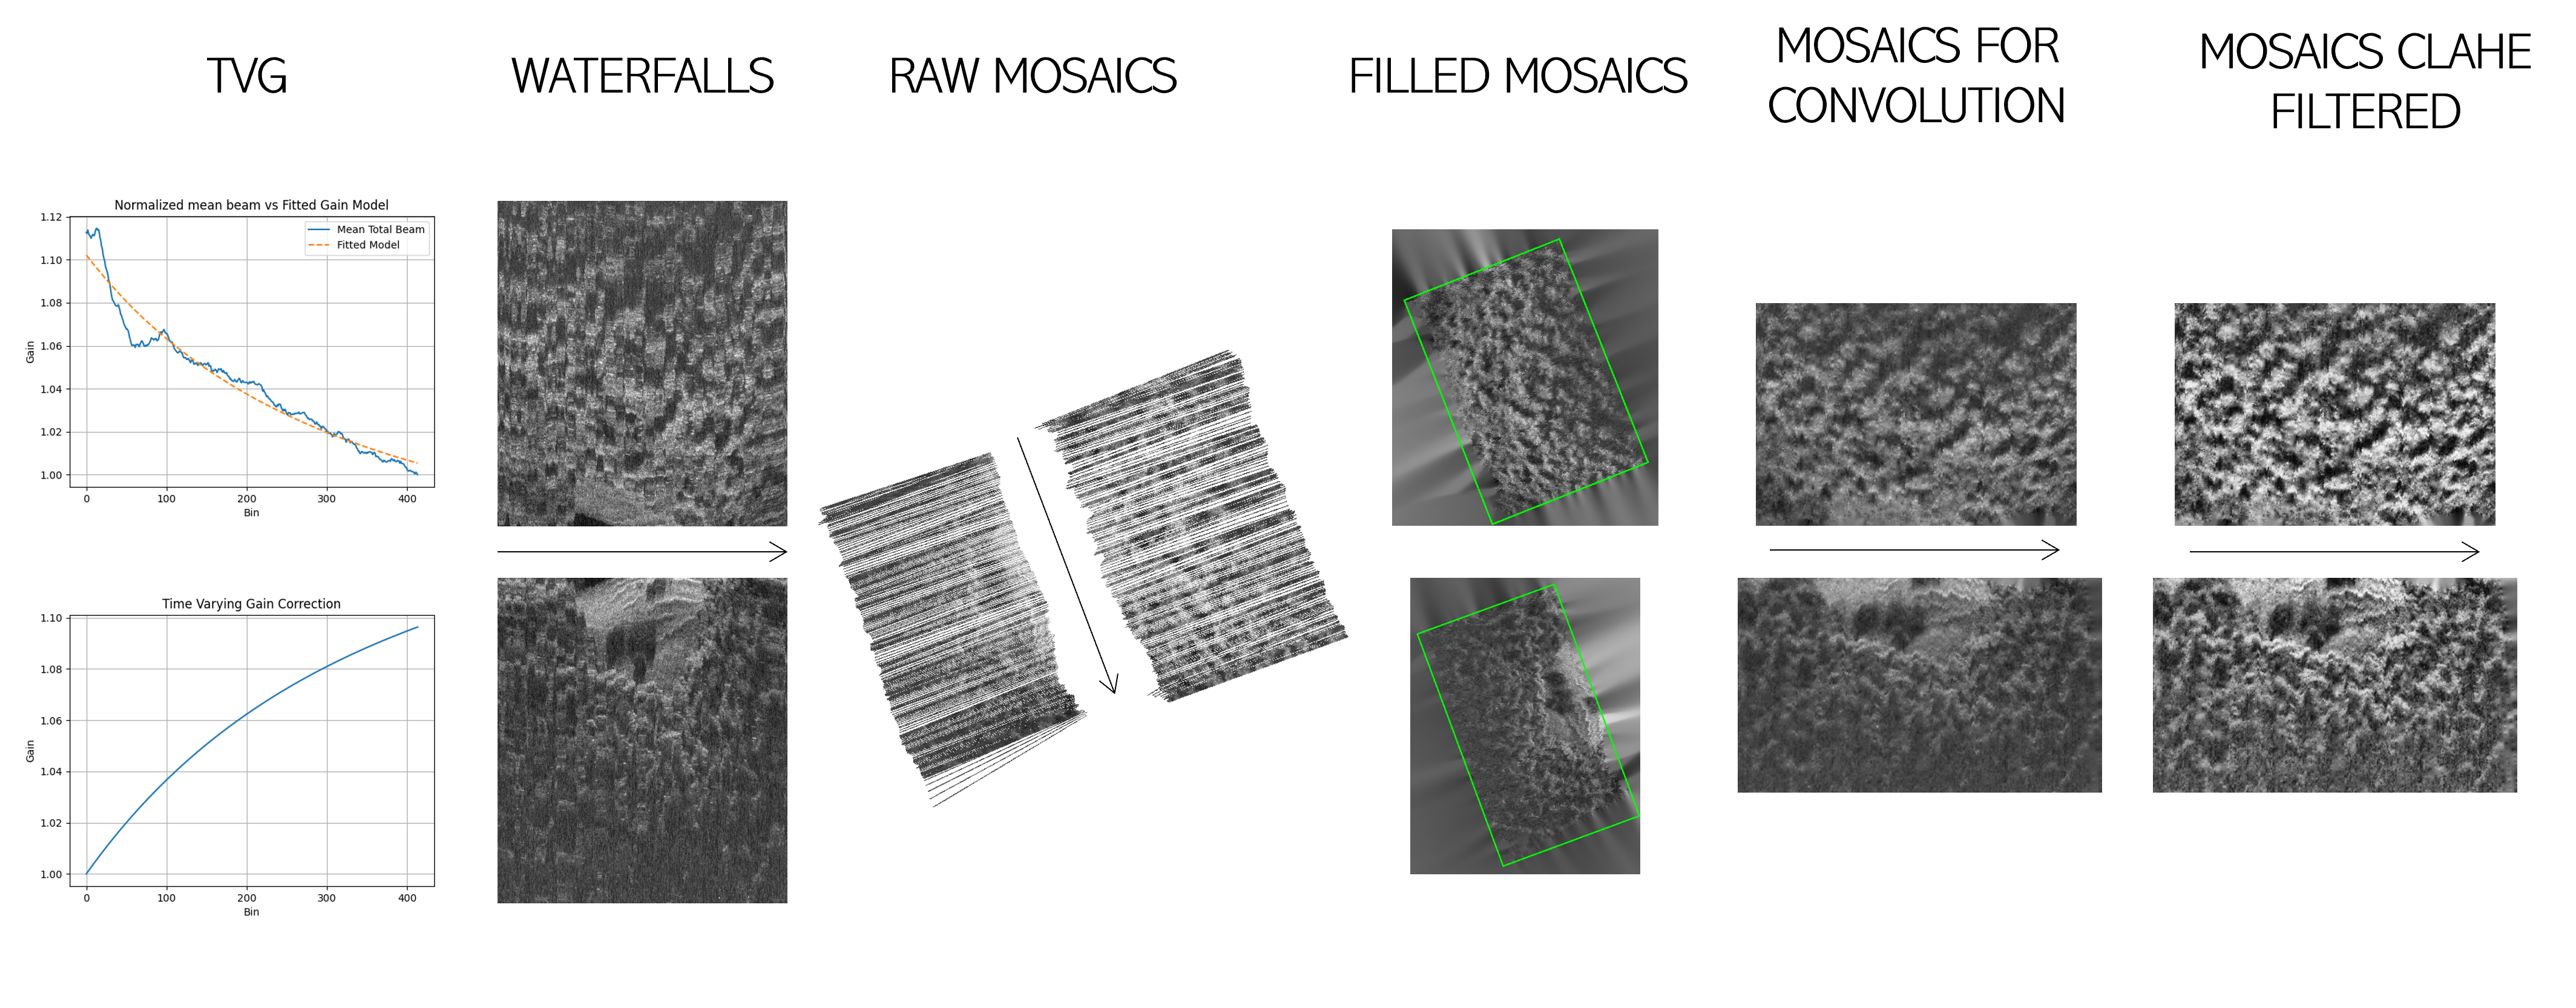 TVG
WATERFALLS
RAW MOSAICS
FILLED MOSAICS
MOSAICS FOR
CONVOLUTION
MOSAICS CLAHE
FILTERED
Normalized mean beam vs Fitted Gain Model
Mean Total Beam
Fitted Model
1.12
1.10
1.08
1.06
1.04
1.02
1.00
Gain
0 100 200 300 400
Bin
Time Varying Gain Correction
1.10
1.08
1.06
1.04
1.02
1.00
Gain
0 100 200 300 400
Bin